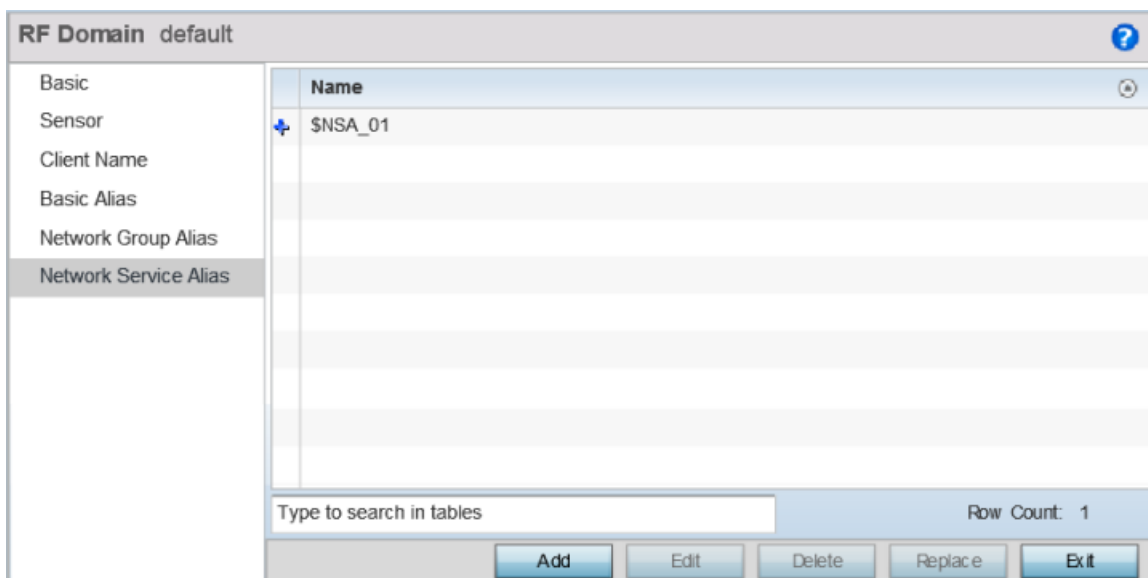 RF Domain default
Basic
Sensor
Client Name
Basic Alias
Network Group Alias
Network Service Alias
Name
$NSA_01
Type to search in tables
Row Count: 1
Add Edit Delete Replace Exit